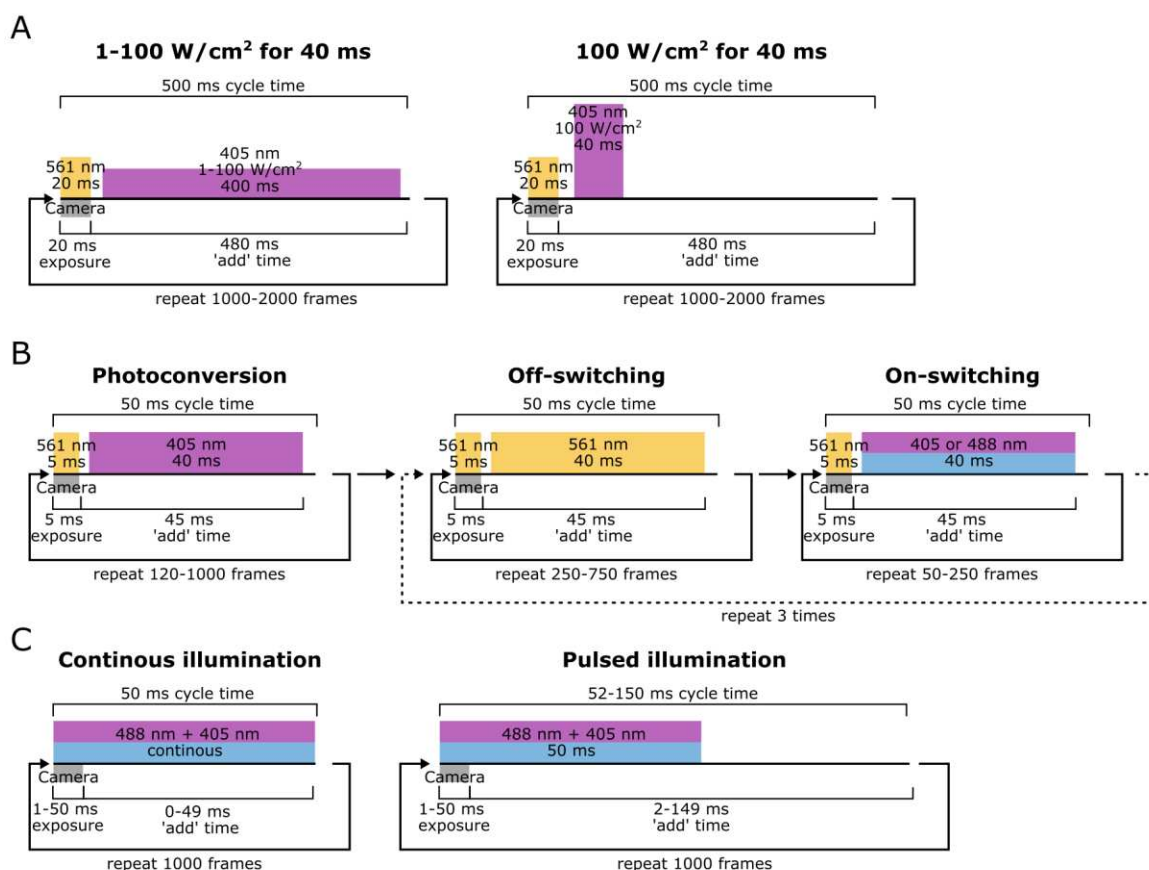 A
1-100 W/cm² for 40 ms
500 ms cycle time
561 nm
20 ms
405 nm
1-100 W/cm²
400 ms
Camera
20 ms
exposure
480 ms
'add' time
repeat 1000-2000 frames
100 W/cm² for 40 ms
500 ms cycle time
561 nm
20 ms
405 nm
100 W/cm²
40 ms
Camera
20 ms
exposure
480 ms
'add' time
repeat 1000-2000 frames
B
Photoconversion
50 ms cycle time
561 nm
5 ms
405 nm
40 ms
Camera
5 ms
exposure
45 ms
'add' time
repeat 120-1000 frames
Off-switching
50 ms cycle time
561 nm
5 ms
561 nm
40 ms
Camera
5 ms
exposure
45 ms
'add' time
repeat 250-750 frames
On-switching
50 ms cycle time
561 nm
5 ms
405 or 488 nm
40 ms
Camera
5 ms
exposure
45 ms
'add' time
repeat 50-250 frames
repeat 3 times
C
Continous illumination
50 ms cycle time
488 nm + 405 nm
continous
Camera
1-50 ms
exposure
0-49 ms
'add' time
repeat 1000 frames
Pulsed illumination
52-150 ms cycle time
488 nm + 405 nm
50 ms
Camera
1-50 ms
exposure
2-149 ms
'add' time
repeat 1000 frames